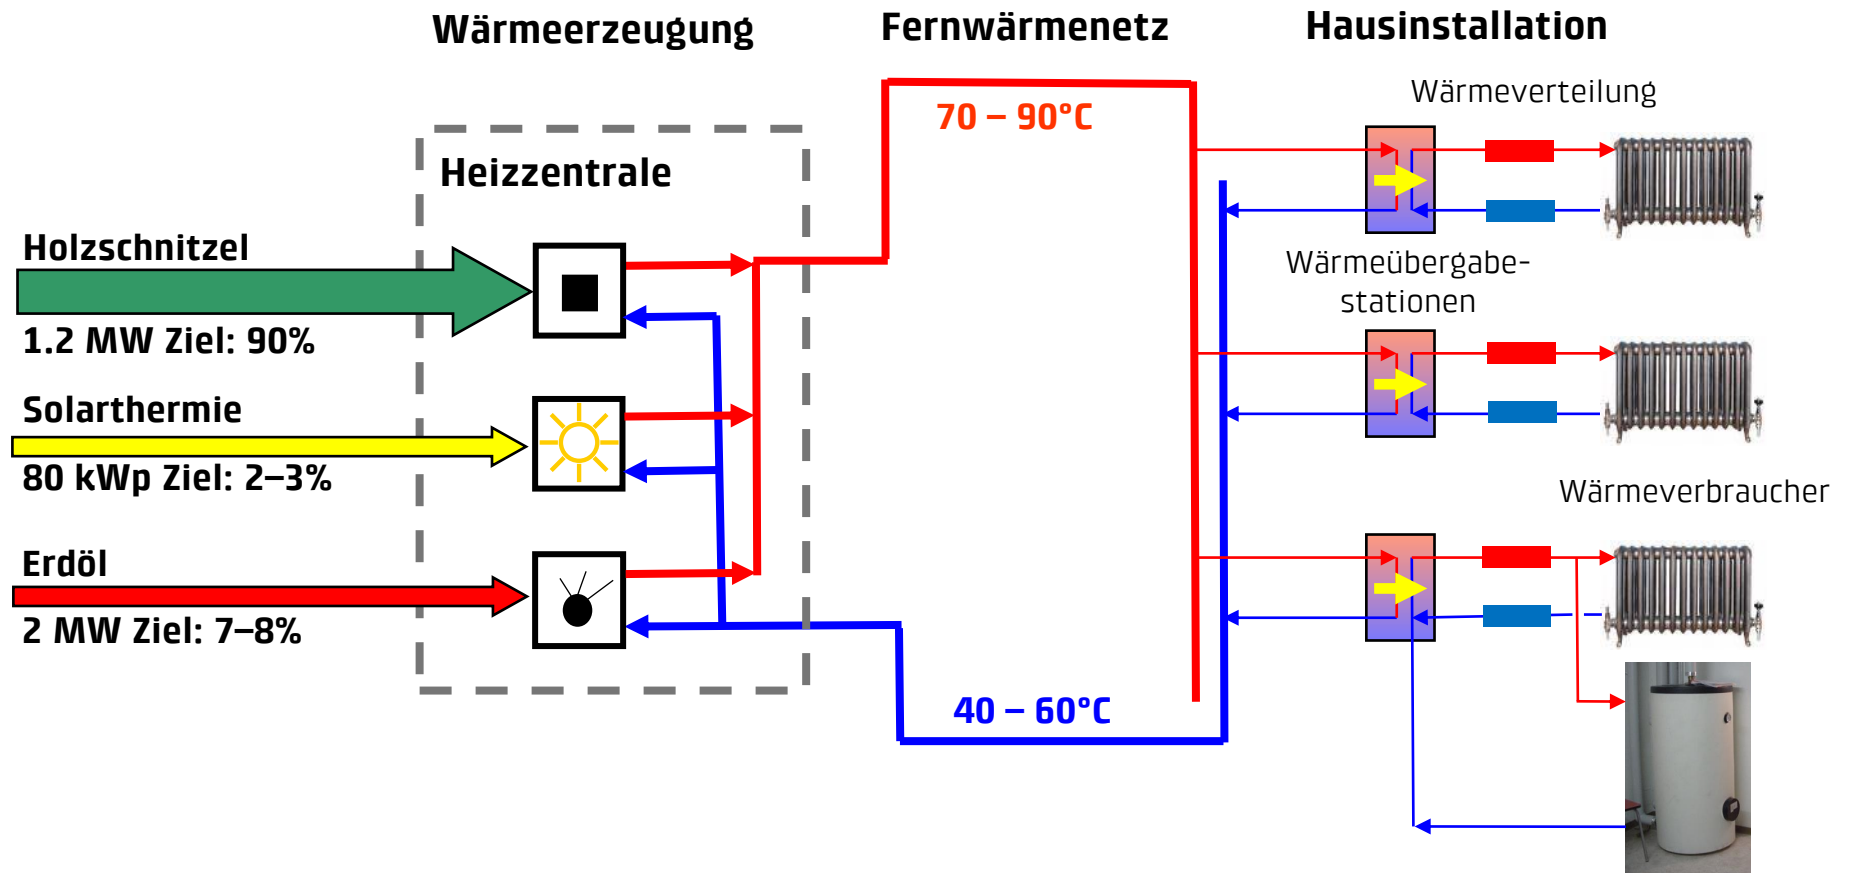 Wärmeerzeugung
Fernwärmenetz
Hausinstallation
Wärmeverteilung
70 – 90°C
Heizzentrale
Holzschnitzel
1.2 MW Ziel: 90%
Wärmeübergabe-
stationen
Solarthermie
80 kWp Ziel: 2–3%
Wärmeverbraucher
Erdöl
2 MW Ziel: 7–8%
40 – 60°C